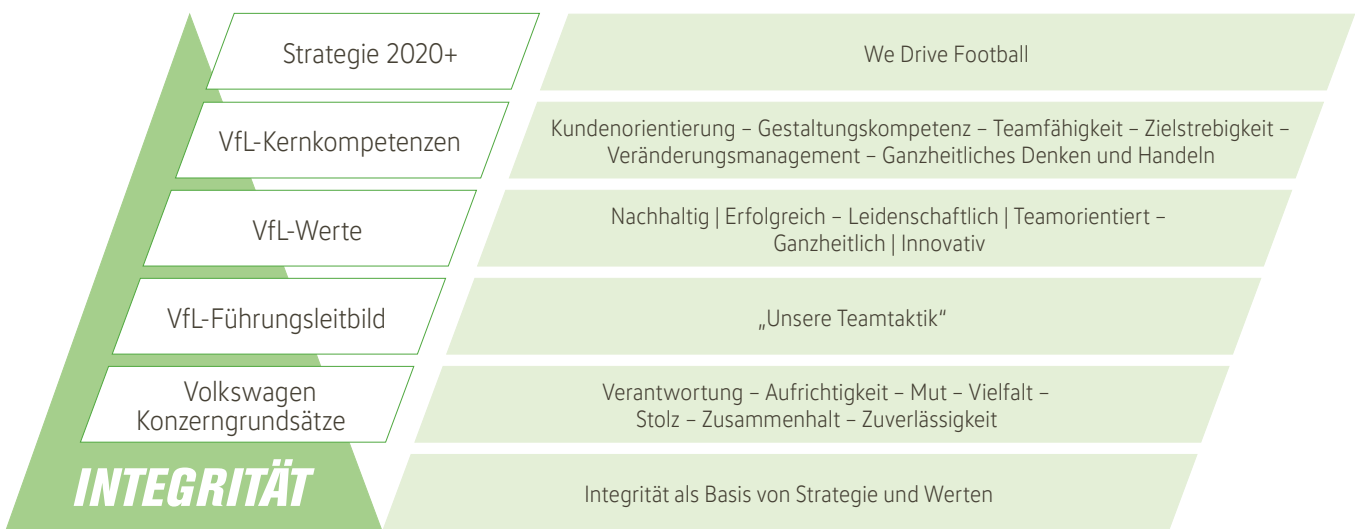 Strategie 2020+
We Drive Football
VfL-Kernkompetenzen
Kundenorientierung – Gestaltungskompetenz – Teamfähigkeit – Zielstrebigkeit –
Veränderungsmanagement – Ganzheitliches Denken und Handeln
VfL-Werte
Nachhaltig | Erfolgreich – Leidenschaftlich | Teamorientiert –
Ganzheitlich | Innovativ
VfL-Führungsleitbild
„Unsere Teamtaktik“
Volkswagen
Konzerngrundsätze
Verantwortung – Aufrichtigkeit – Mut – Vielfalt –
Stolz – Zusammenhalt – Zuverlässigkeit
INTEGRITÄT
Integrität als Basis von Strategie und Werten